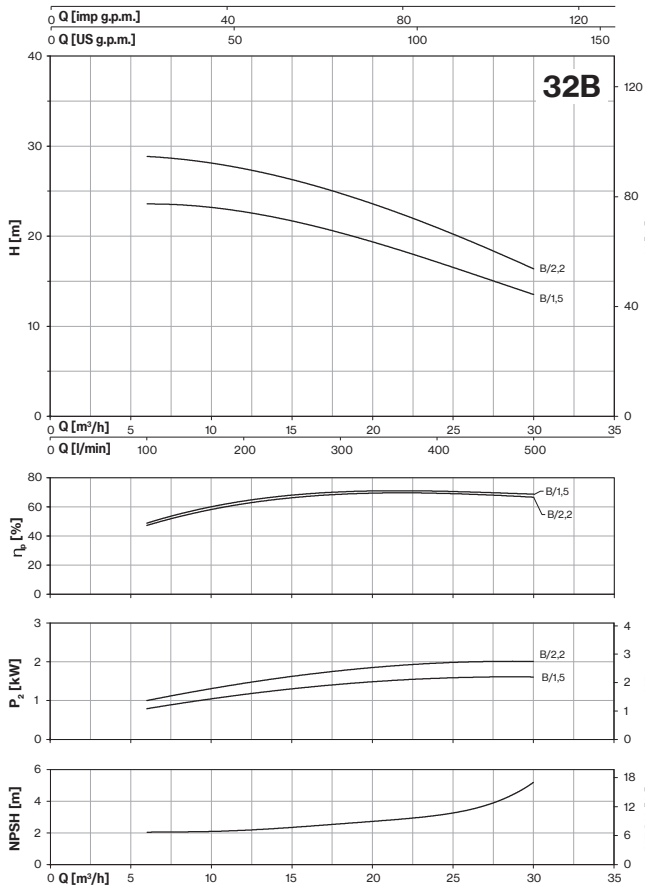 0 Q [imp g.p.m.] 40 80 120
0 Q [US g.p.m.] 50 100 150
32B
H [m]
40
30
20
10
0
120
80
40
0
B/2,2
B/1,5
0 Q [m³/h] 5 10 15 20 25 30 35
0 Q [l/min] 100 200 300 400 500
ηp [%]
80
60
40
20
0
B/1,5
B/2,2
P2 [kW]
3
2
1
0
4
3
2
1
0
B/2,2
B/1,5
NPSH [m]
6
4
2
0
18
12
6
0
0 Q [m³/h] 5 10 15 20 25 30 35